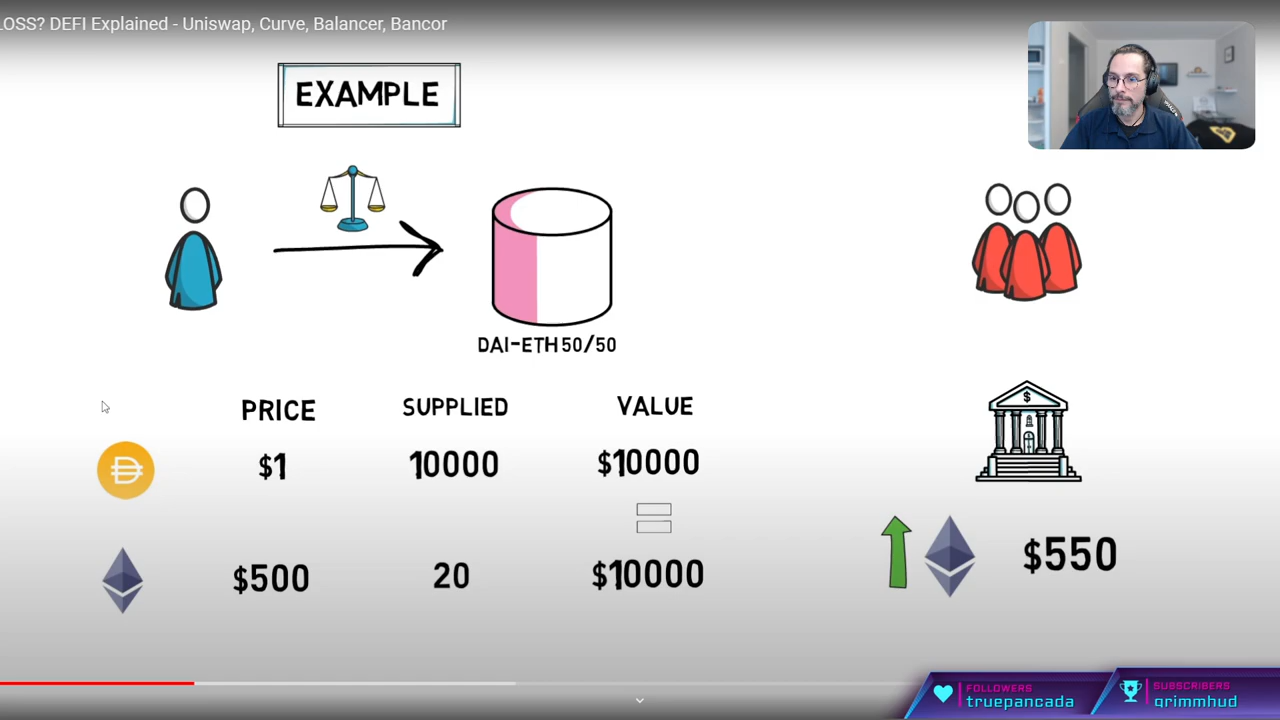 LOSS? DEFI Explained - Uniswap, Curve, Balancer, Bancor
EXAMPLE
DAI-ETH 50/50
PRICE SUPPLIED VALUE
$1 10000 $10000
$500 20 $10000
$
$550
FOLLOWERS
truepancada
SUBSCRIBERS
grimmhud